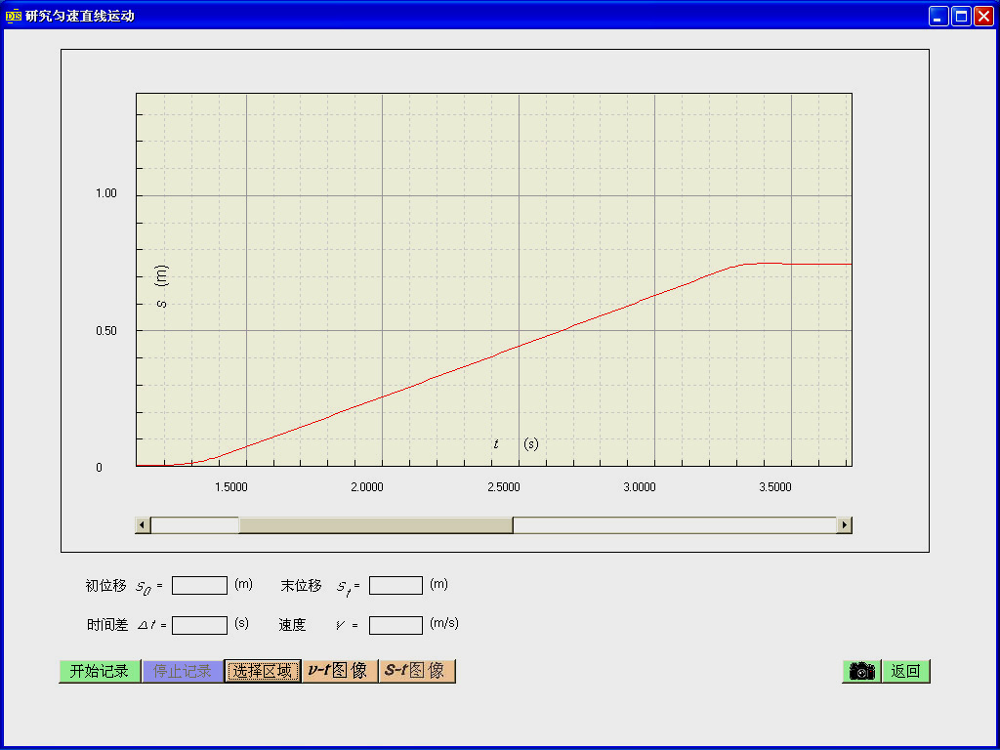 DIS 研究匀速直线运动
1.00
S (m)
0.50
t (s)
0
1.5000 2.0000 2.5000 3.0000 3.5000
初位移 S0 = (m) 末位移 St = (m)
时间差 Δt = (s) 速度 v = (m/s)
开始记录 停止记录 选择区域 v-t图像 S-t图像 返回